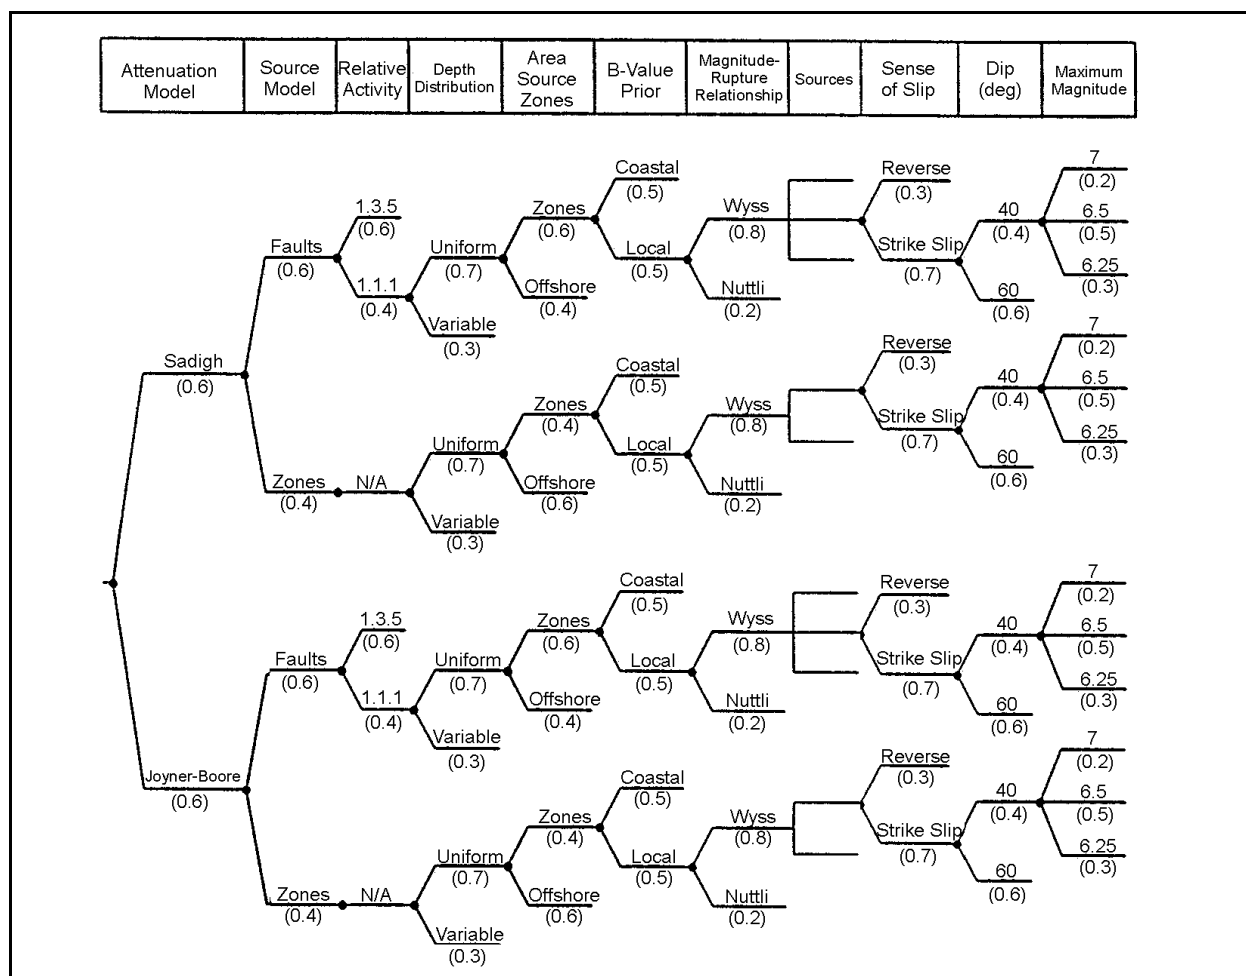 Attenuation
Model
Source
Model
Relative
Activity
Depth
Distribution
Area
Source
Zones
B-Value
Prior
Magnitude-
Rupture
Relationship
Sources
Sense
of Slip
Dip
(deg)
Maximum
Magnitude
Sadigh
(0.6)
Faults
(0.6)
1.3.5
(0.6)
1.1.1
(0.4)
Uniform
(0.7)
Variable
(0.3)
Zones
(0.6)
Offshore
(0.4)
Coastal
(0.5)
Local
(0.5)
Wyss
(0.8)
Nuttli
(0.2)
Reverse
(0.3)
Strike Slip
(0.7)
40
(0.4)
60
(0.6)
7
(0.2)
6.5
(0.5)
6.25
(0.3)
Zones
(0.4)
N/A
Uniform
(0.7)
Variable
(0.3)
Zones
(0.4)
Offshore
(0.6)
Coastal
(0.5)
Local
(0.5)
Wyss
(0.8)
Nuttli
(0.2)
Reverse
(0.3)
Strike Slip
(0.7)
40
(0.4)
60
(0.6)
7
(0.2)
6.5
(0.5)
6.25
(0.3)
Joyner-Boore
(0.6)
Faults
(0.6)
1.3.5
(0.6)
1.1.1
(0.4)
Uniform
(0.7)
Variable
(0.3)
Zones
(0.6)
Offshore
(0.4)
Coastal
(0.5)
Local
(0.5)
Wyss
(0.8)
Nuttli
(0.2)
Reverse
(0.3)
Strike Slip
(0.7)
40
(0.4)
60
(0.6)
7
(0.2)
6.5
(0.5)
6.25
(0.3)
Zones
(0.4)
N/A
Uniform
(0.7)
Variable
(0.3)
Zones
(0.4)
Offshore
(0.6)
Coastal
(0.5)
Local
(0.5)
Wyss
(0.8)
Nuttli
(0.2)
Reverse
(0.3)
Strike Slip
(0.7)
40
(0.4)
60
(0.6)
7
(0.2)
6.5
(0.5)
6.25
(0.3)